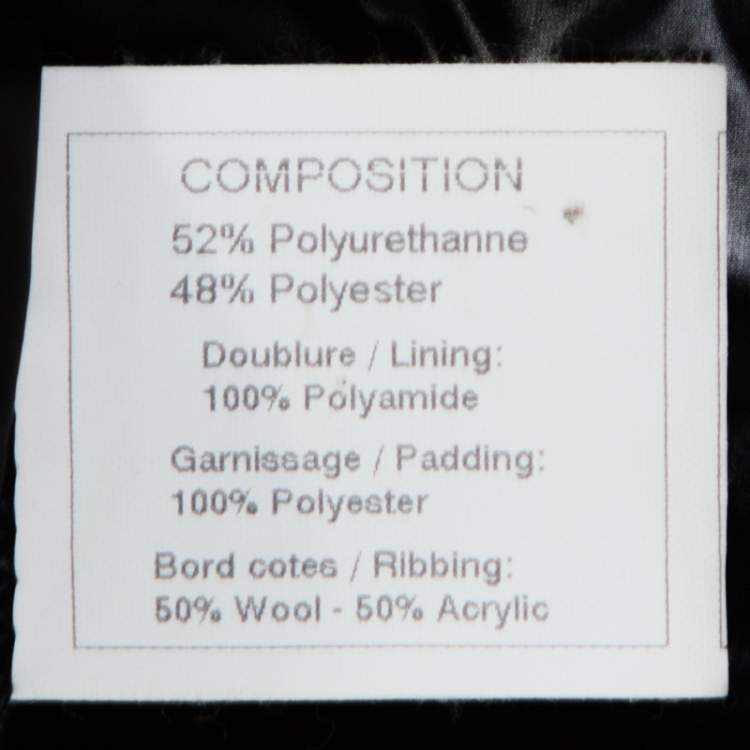 COMPOSITION
52% Polyurethanne
48% Polyester
Doublure / Lining:
100% Polyamide
Garnissage / Padding:
100% Polyester
Bord cotes / Ribbing:
50% Wool - 50% Acrylic